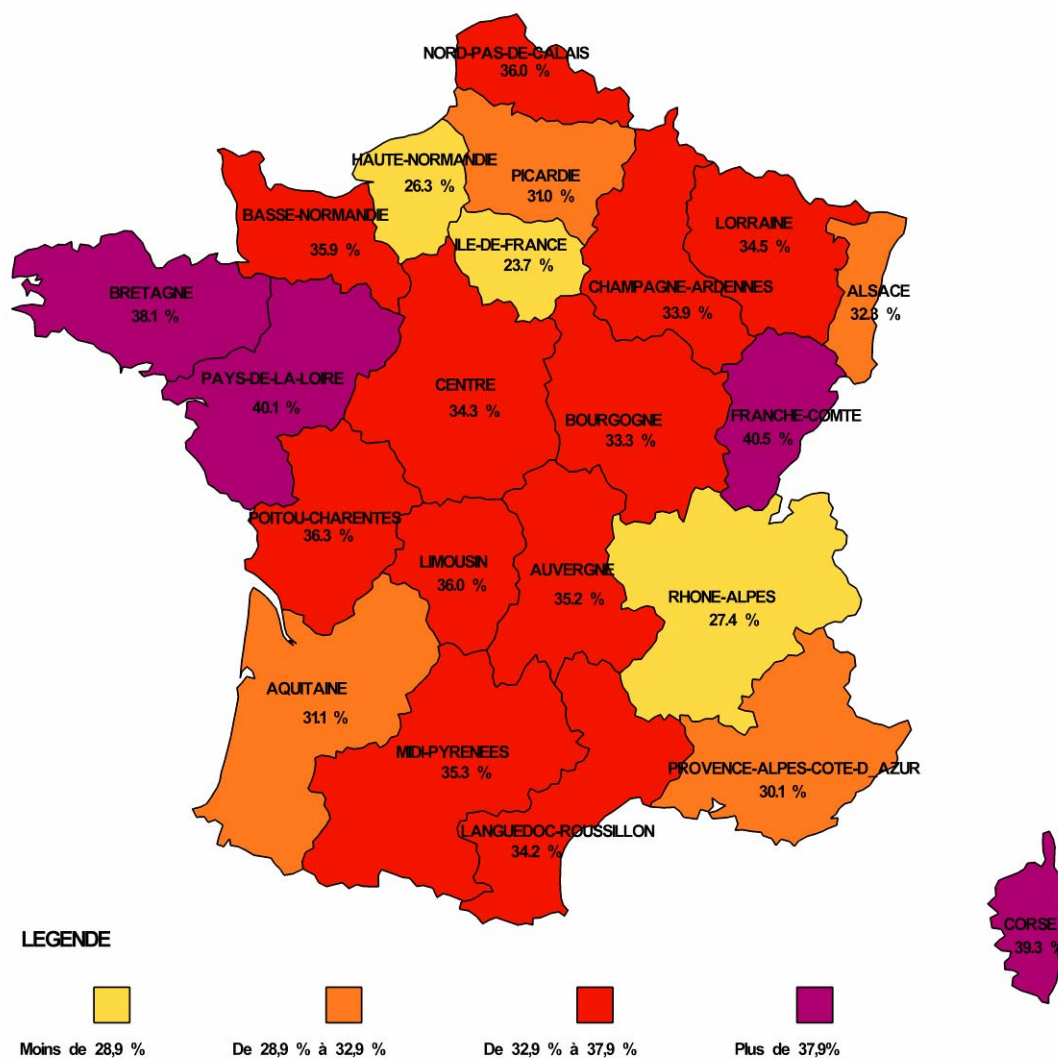 NORD-PAS-DE-CALAIS
36.0 %
HAUTE-NORMANDIE
26.3 %
PICARDIE
31.0 %
BASSE-NORMANDIE
35.9 %
ILE-DE-FRANCE
23.7 %
LORRAINE
34.5 %
CHAMPAGNE-ARDENNES
33.9 %
ALSACE
32.3 %
BRETAGNE
38.1 %
PAYS-DE-LA-LOIRE
40.1 %
CENTRE
34.3 %
BOURGOGNE
33.3 %
FRANCHE-COMTE
40.5 %
POITOU-CHARENTES
36.3 %
LIMOUSIN
36.0 %
AUVERGNE
35.2 %
RHONE-ALPES
27.4 %
AQUITAINE
31.1 %
MIDI-PYRENEES
35.3 %
PROVENCE-ALPES-COTE-D_AZUR
30.1 %
LANGUEDOC-ROUSSILLON
34.2 %
CORSE
39.3 %
LEGENDE
Moins de 28,9 %
De 28,9 % à 32,9 %
De 32,9 % à 37,9 %
Plus de 37,9%